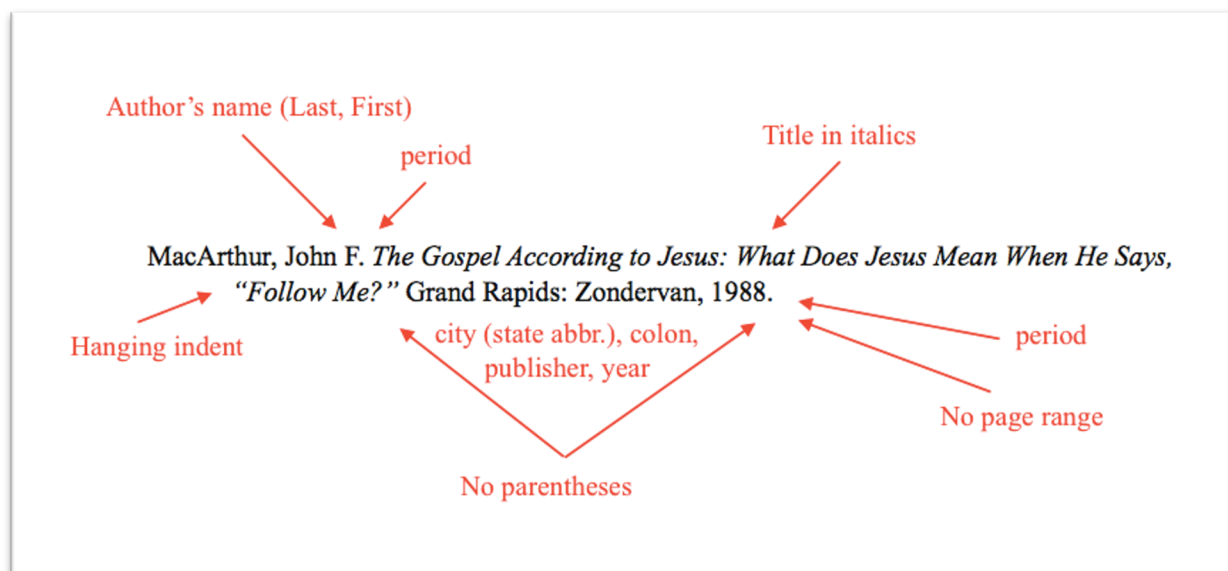 Author’s name (Last, First)
period
Title in italics
MacArthur, John F. The Gospel According to Jesus: What Does Jesus Mean When He Says,
“Follow Me?” Grand Rapids: Zondervan, 1988.
Hanging indent
city (state abbr.), colon,
publisher, year
period
No page range
No parentheses